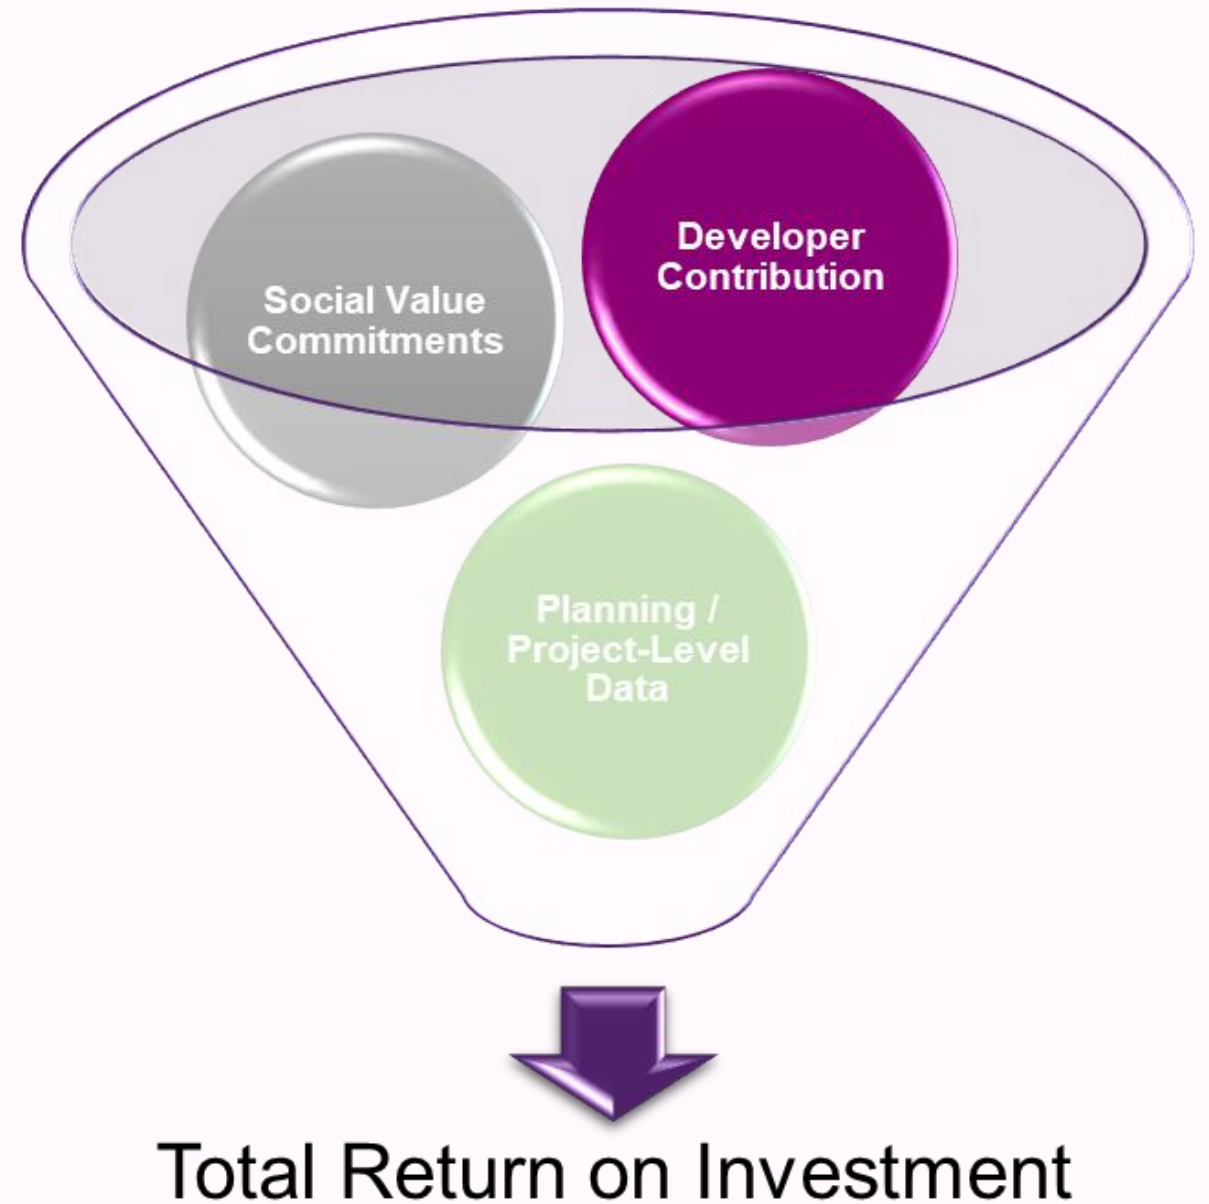 Developer
Contribution
Social Value
Commitments
Planning /
Project-Level
Data
Total Return on Investment